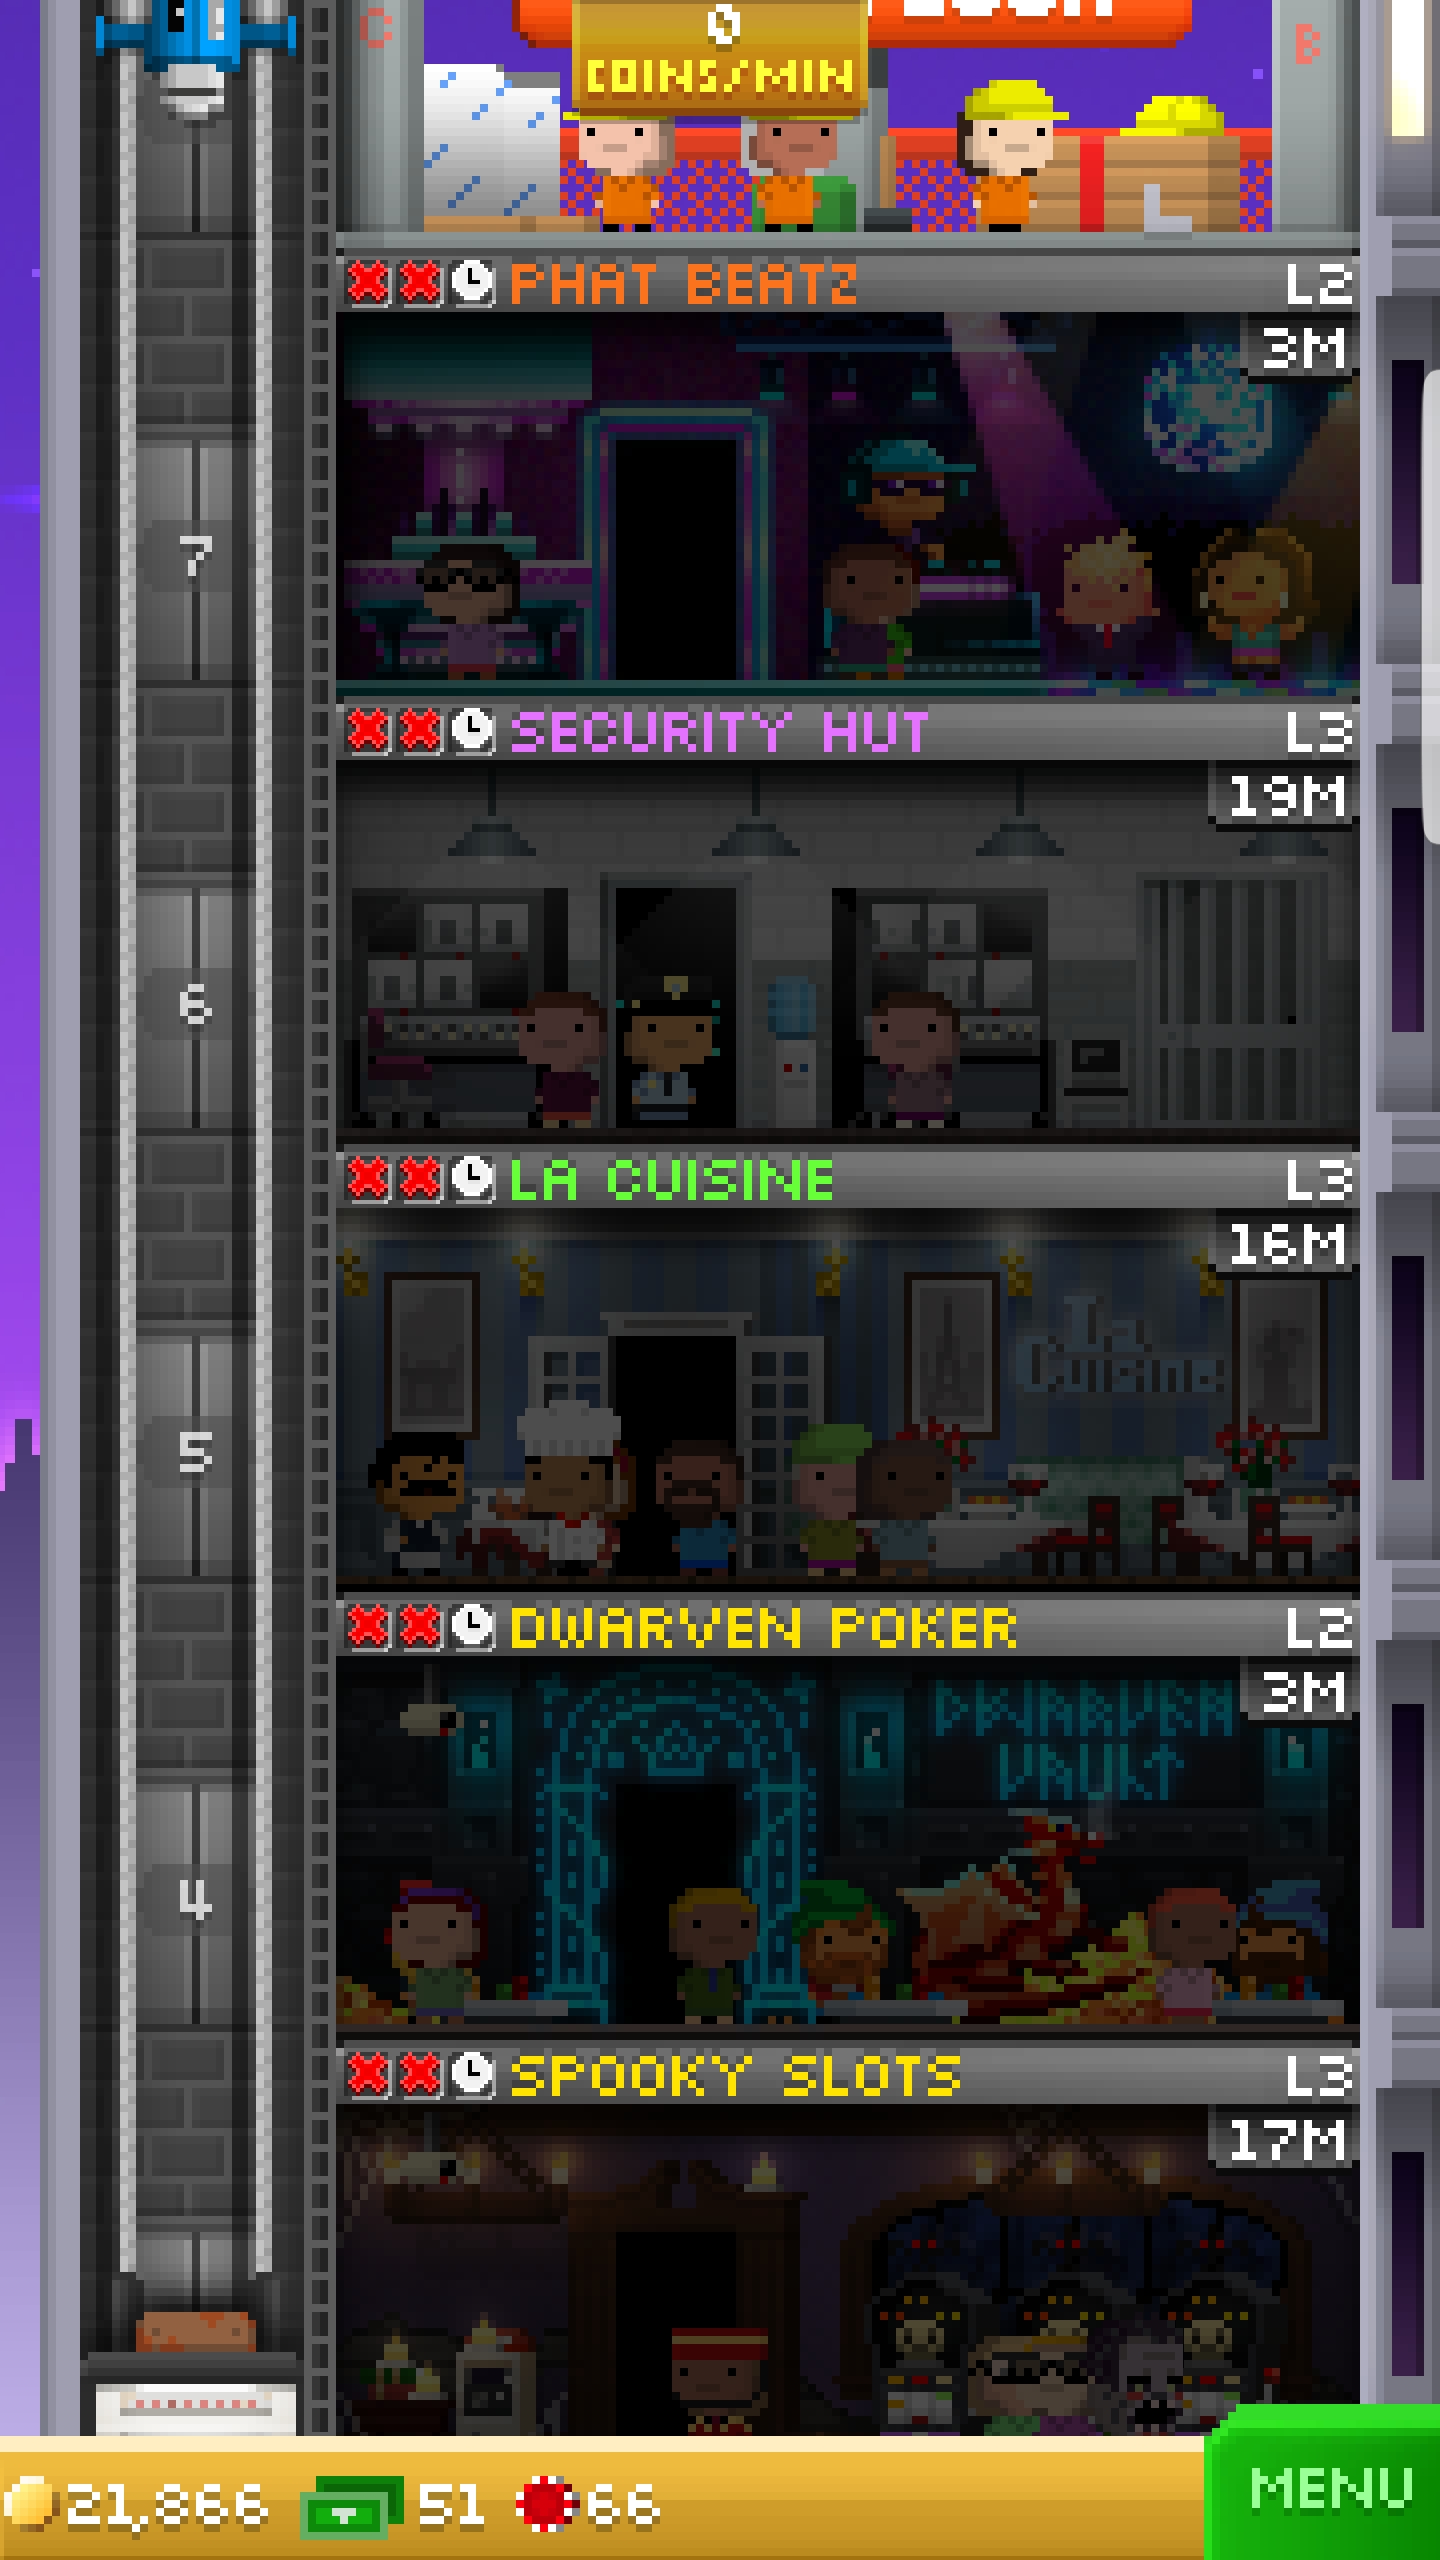 C
B
0
COINS/MIN
PHAT BEATZ
L2
3M
7
SECURITY HUT
L3
19M
6
LA CUISINE
L3
16M
La
Cuisine
5
DWARVEN POKER
L2
3M
DWARVEN
VAULT
4
SPOOKY SLOTS
L3
17M
21,866
51
66
MENU